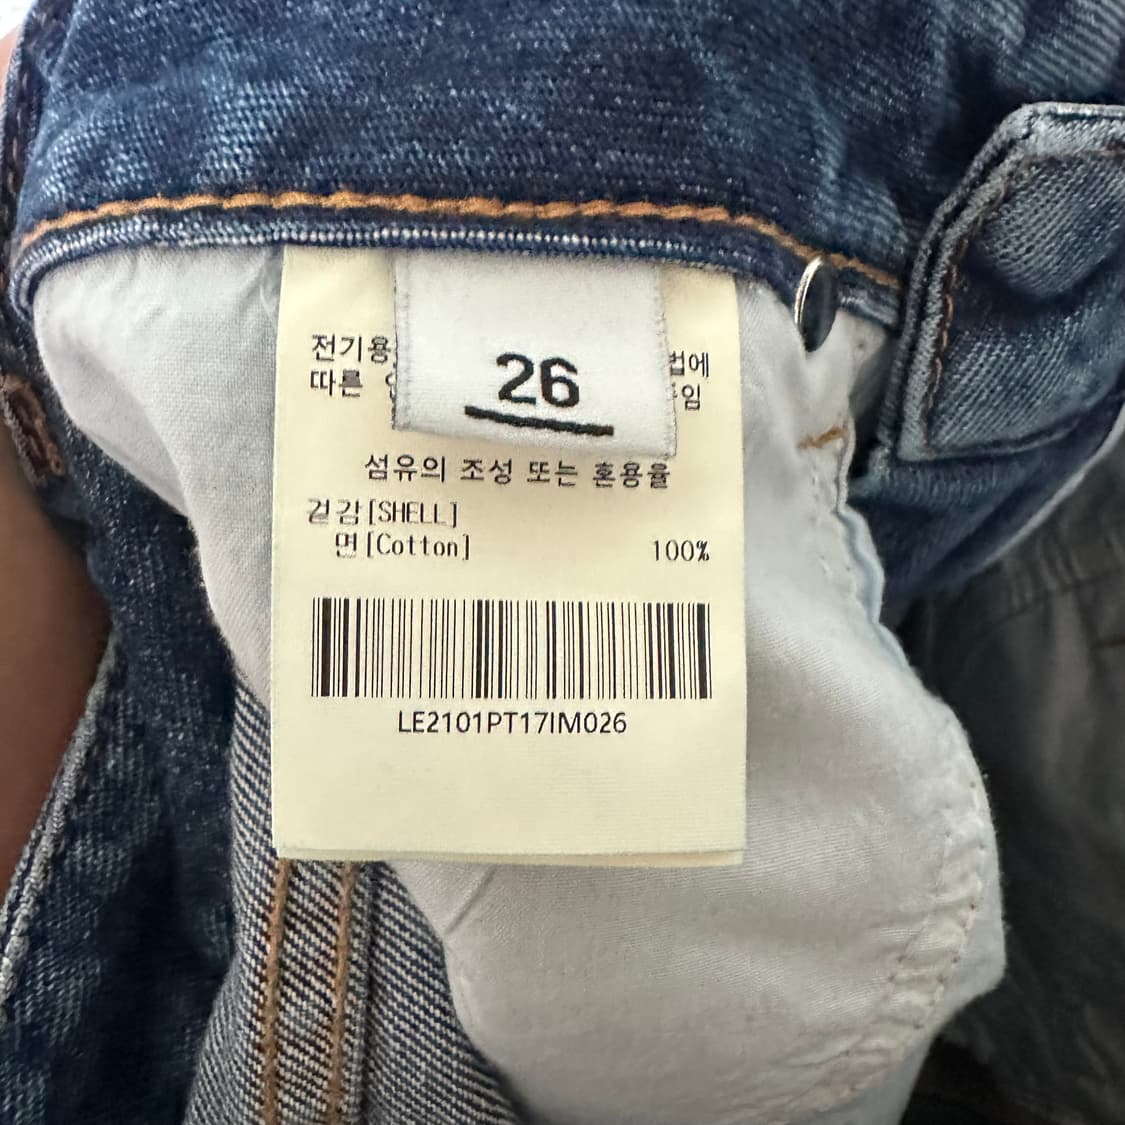 26
전기용 법에
따른 임
섬유의 조성 또는 혼용율
겉감[SHELL]
면[Cotton] 100%
LE2101PT17IM026